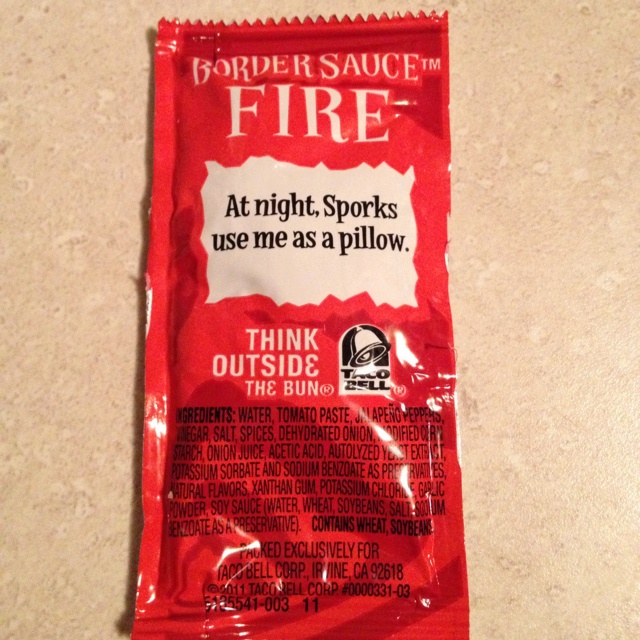 BORDER SAUCE™
FIRE
At night, Sporks
use me as a pillow.
THINK
OUTSIDE
THE BUN®
TACO
BELL®
INGREDIENTS: WATER, TOMATO PASTE, JALAPEÑO PEPPERS,
VINEGAR, SALT, SPICES, DEHYDRATED ONION, MODIFIED CORN
STARCH, ONION JUICE, ACETIC ACID, AUTOLYZED YEAST EXTRACT,
POTASSIUM SORBATE AND SODIUM BENZOATE AS PRESERVATIVES,
NATURAL FLAVORS, XANTHAN GUM, POTASSIUM CHLORIDE, GARLIC
POWDER, SOY SAUCE (WATER, WHEAT, SOYBEANS, SALT, SODIUM
BENZOATE AS A PRESERVATIVE). CONTAINS WHEAT, SOYBEANS
PACKED EXCLUSIVELY FOR
TACO BELL CORP., IRVINE, CA 92618
©2011 TACO BELL CORP #0000331-03
11